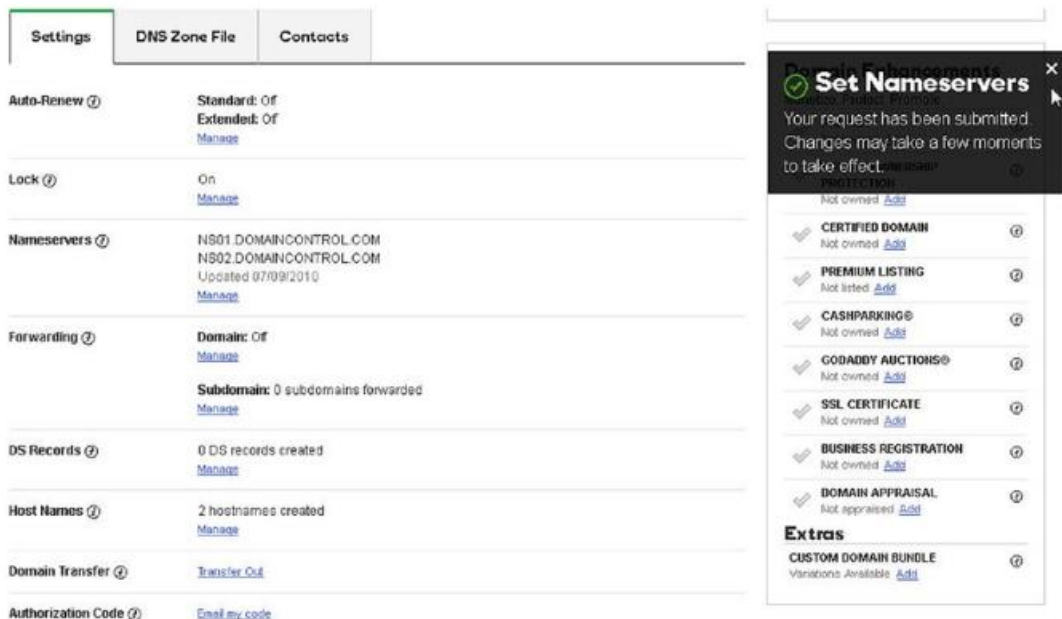 Settings
DNS Zone File
Contacts
Auto-Renew
Standard: Off
Extended: Off
Manage
Lock
On
Manage
Nameservers
NS01.DOMAINCONTROL.COM
NS02.DOMAINCONTROL.COM
Updated 07/09/2010
Manage
Forwarding
Domain: Off
Manage
Subdomain: 0 subdomains forwarded
Manage
DS Records
0 DS records created
Manage
Host Names
2 hostnames created
Manage
Domain Transfer
Transfer Out
Authorization Code
Email my code
Domain Enhancements
Set Nameservers
Your request has been submitted.
Changes may take a few moments
to take effect.
PROTECTION
Not owned Add
CERTIFIED DOMAIN
Not owned Add
PREMIUM LISTING
Not listed Add
CASHPARKING®
Not owned Add
GODADDY AUCTIONS®
Not owned Add
SSL CERTIFICATE
Not owned Add
BUSINESS REGISTRATION
Not owned Add
DOMAIN APPRAISAL
Not appraised Add
Extras
CUSTOM DOMAIN BUNDLE
Variations Available Add